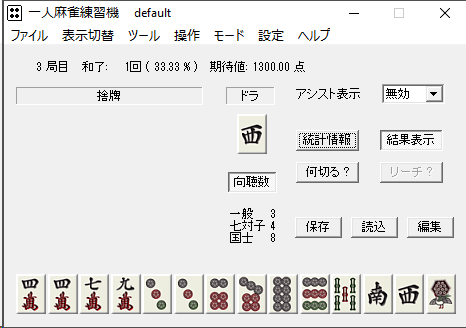 一人麻雀練習機 default
ファイル 表示切替 ツール 操作 モード 設定 ヘルプ
3 局目 和了: 1回 ( 33.33 % ) 期待値: 1300.00 点
捨牌 ドラ アシスト表示 無効
西
統計情報 結果表示
向聴数 何切る? リーチ?
一般 3
七対子 4
国士 8
保存 読込 編集
四萬 四萬 七萬 九萬 南 西